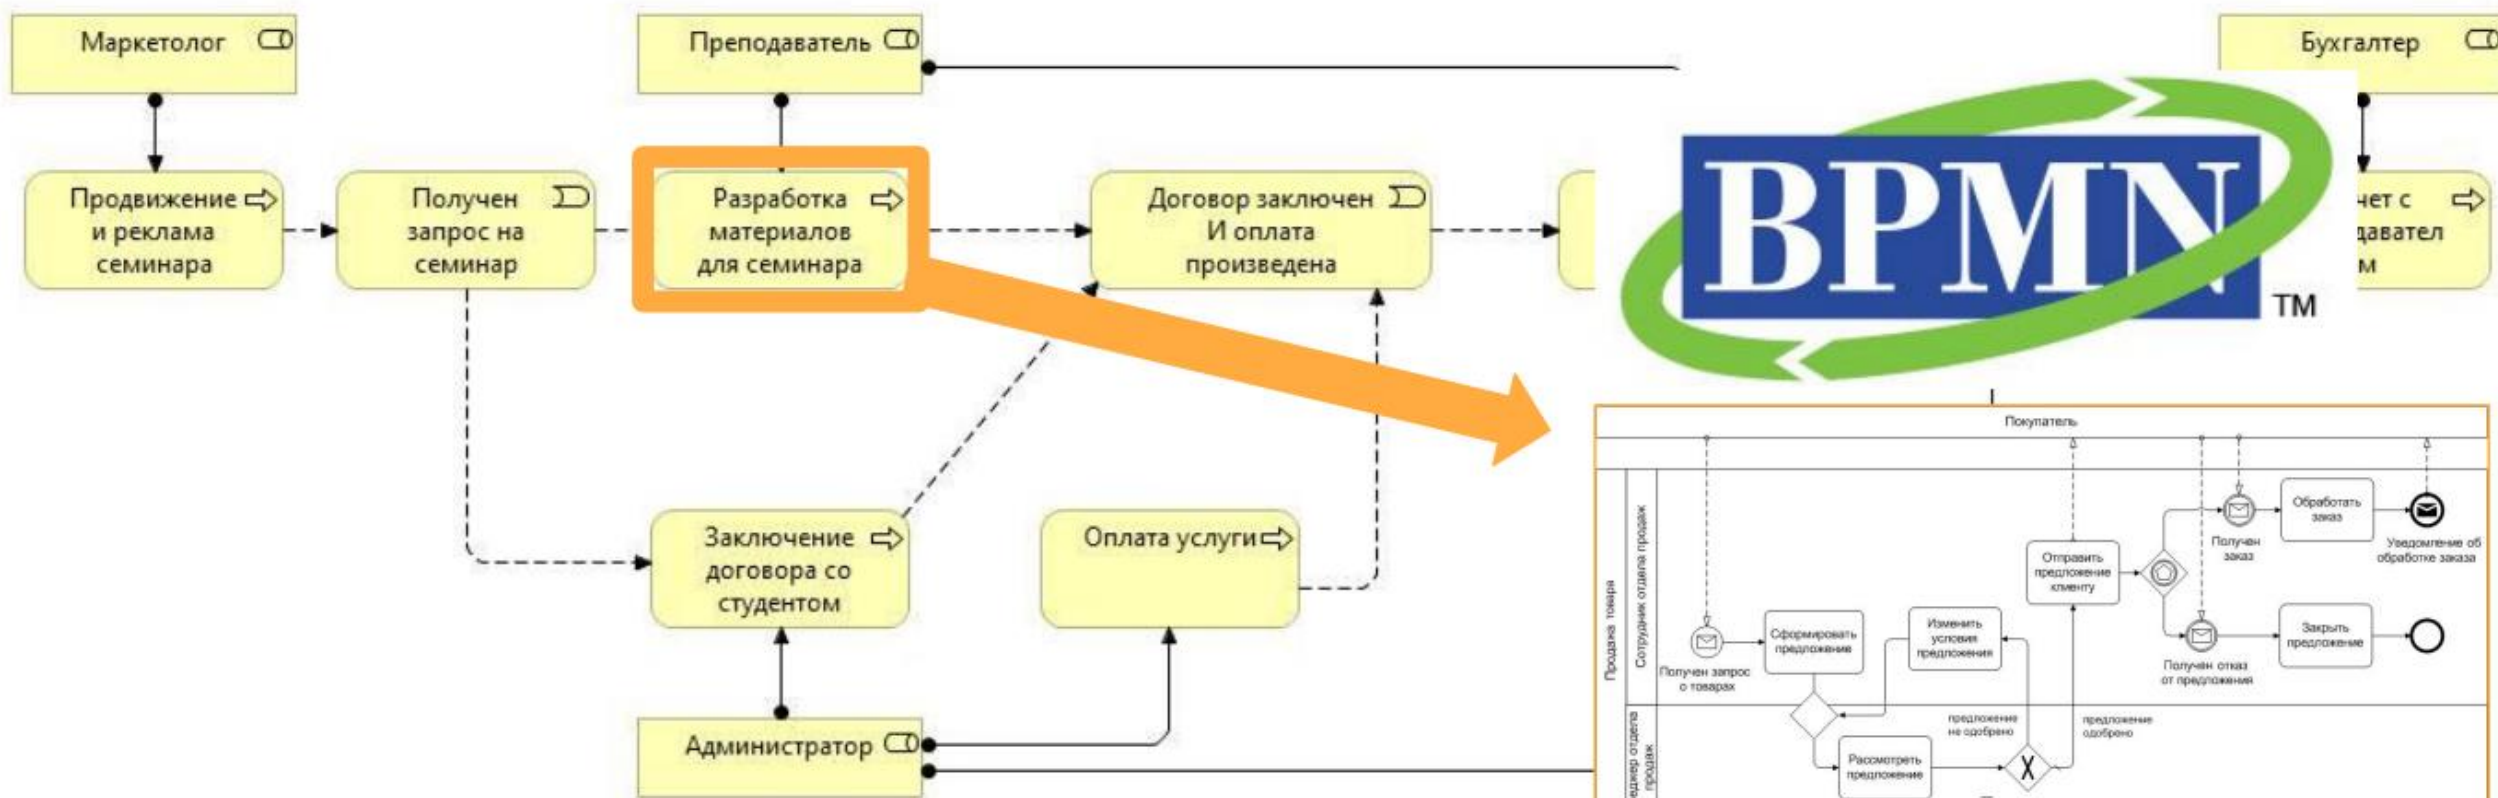 Маркетолог
Преподаватель
Бухгалтер
Продвижение
и реклама
семинара
Получен
запрос на
семинар
Разработка
материалов
для семинара
Договор заключен
И оплата
произведена
BPMN
TM
чет с
давател
м
Заключение
договора со
студентом
Оплата услуги
Администратор
Покупатель
Продажа товара
Сотрудник отдела продаж
Получен запрос
о товарах
Сформировать
предложение
Изменить
условия
предложения
Отправить
предложение
клиенту
Получен
заказ
Обработать
заказ
Уведомление об
обработке заказа
Получен отказ
от предложения
Закрыть
предложение
предложение
не одобрено
предложение
одобрено
Рассмотреть
предложение
X
еджер отдела
продаж